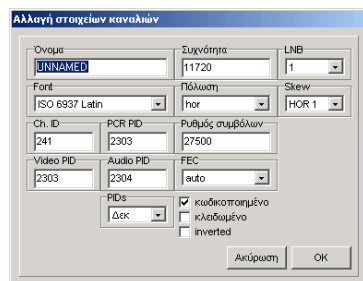 Αλλαγή στοιχείων καναλιών
Όνομα Συχνότητα LNB
UNNAMED 11720 1
Font Πόλωση Skew
ISO 6937 Latin hor HOR 1
Ch. ID PCR PID Ρυθμός συμβόλων
241 2303 27500
Video PID Audio PID FEC
2303 2304 auto
PIDs κωδικοποιημένο
Δεκ κλειδωμένο
inverted
Ακύρωση OK